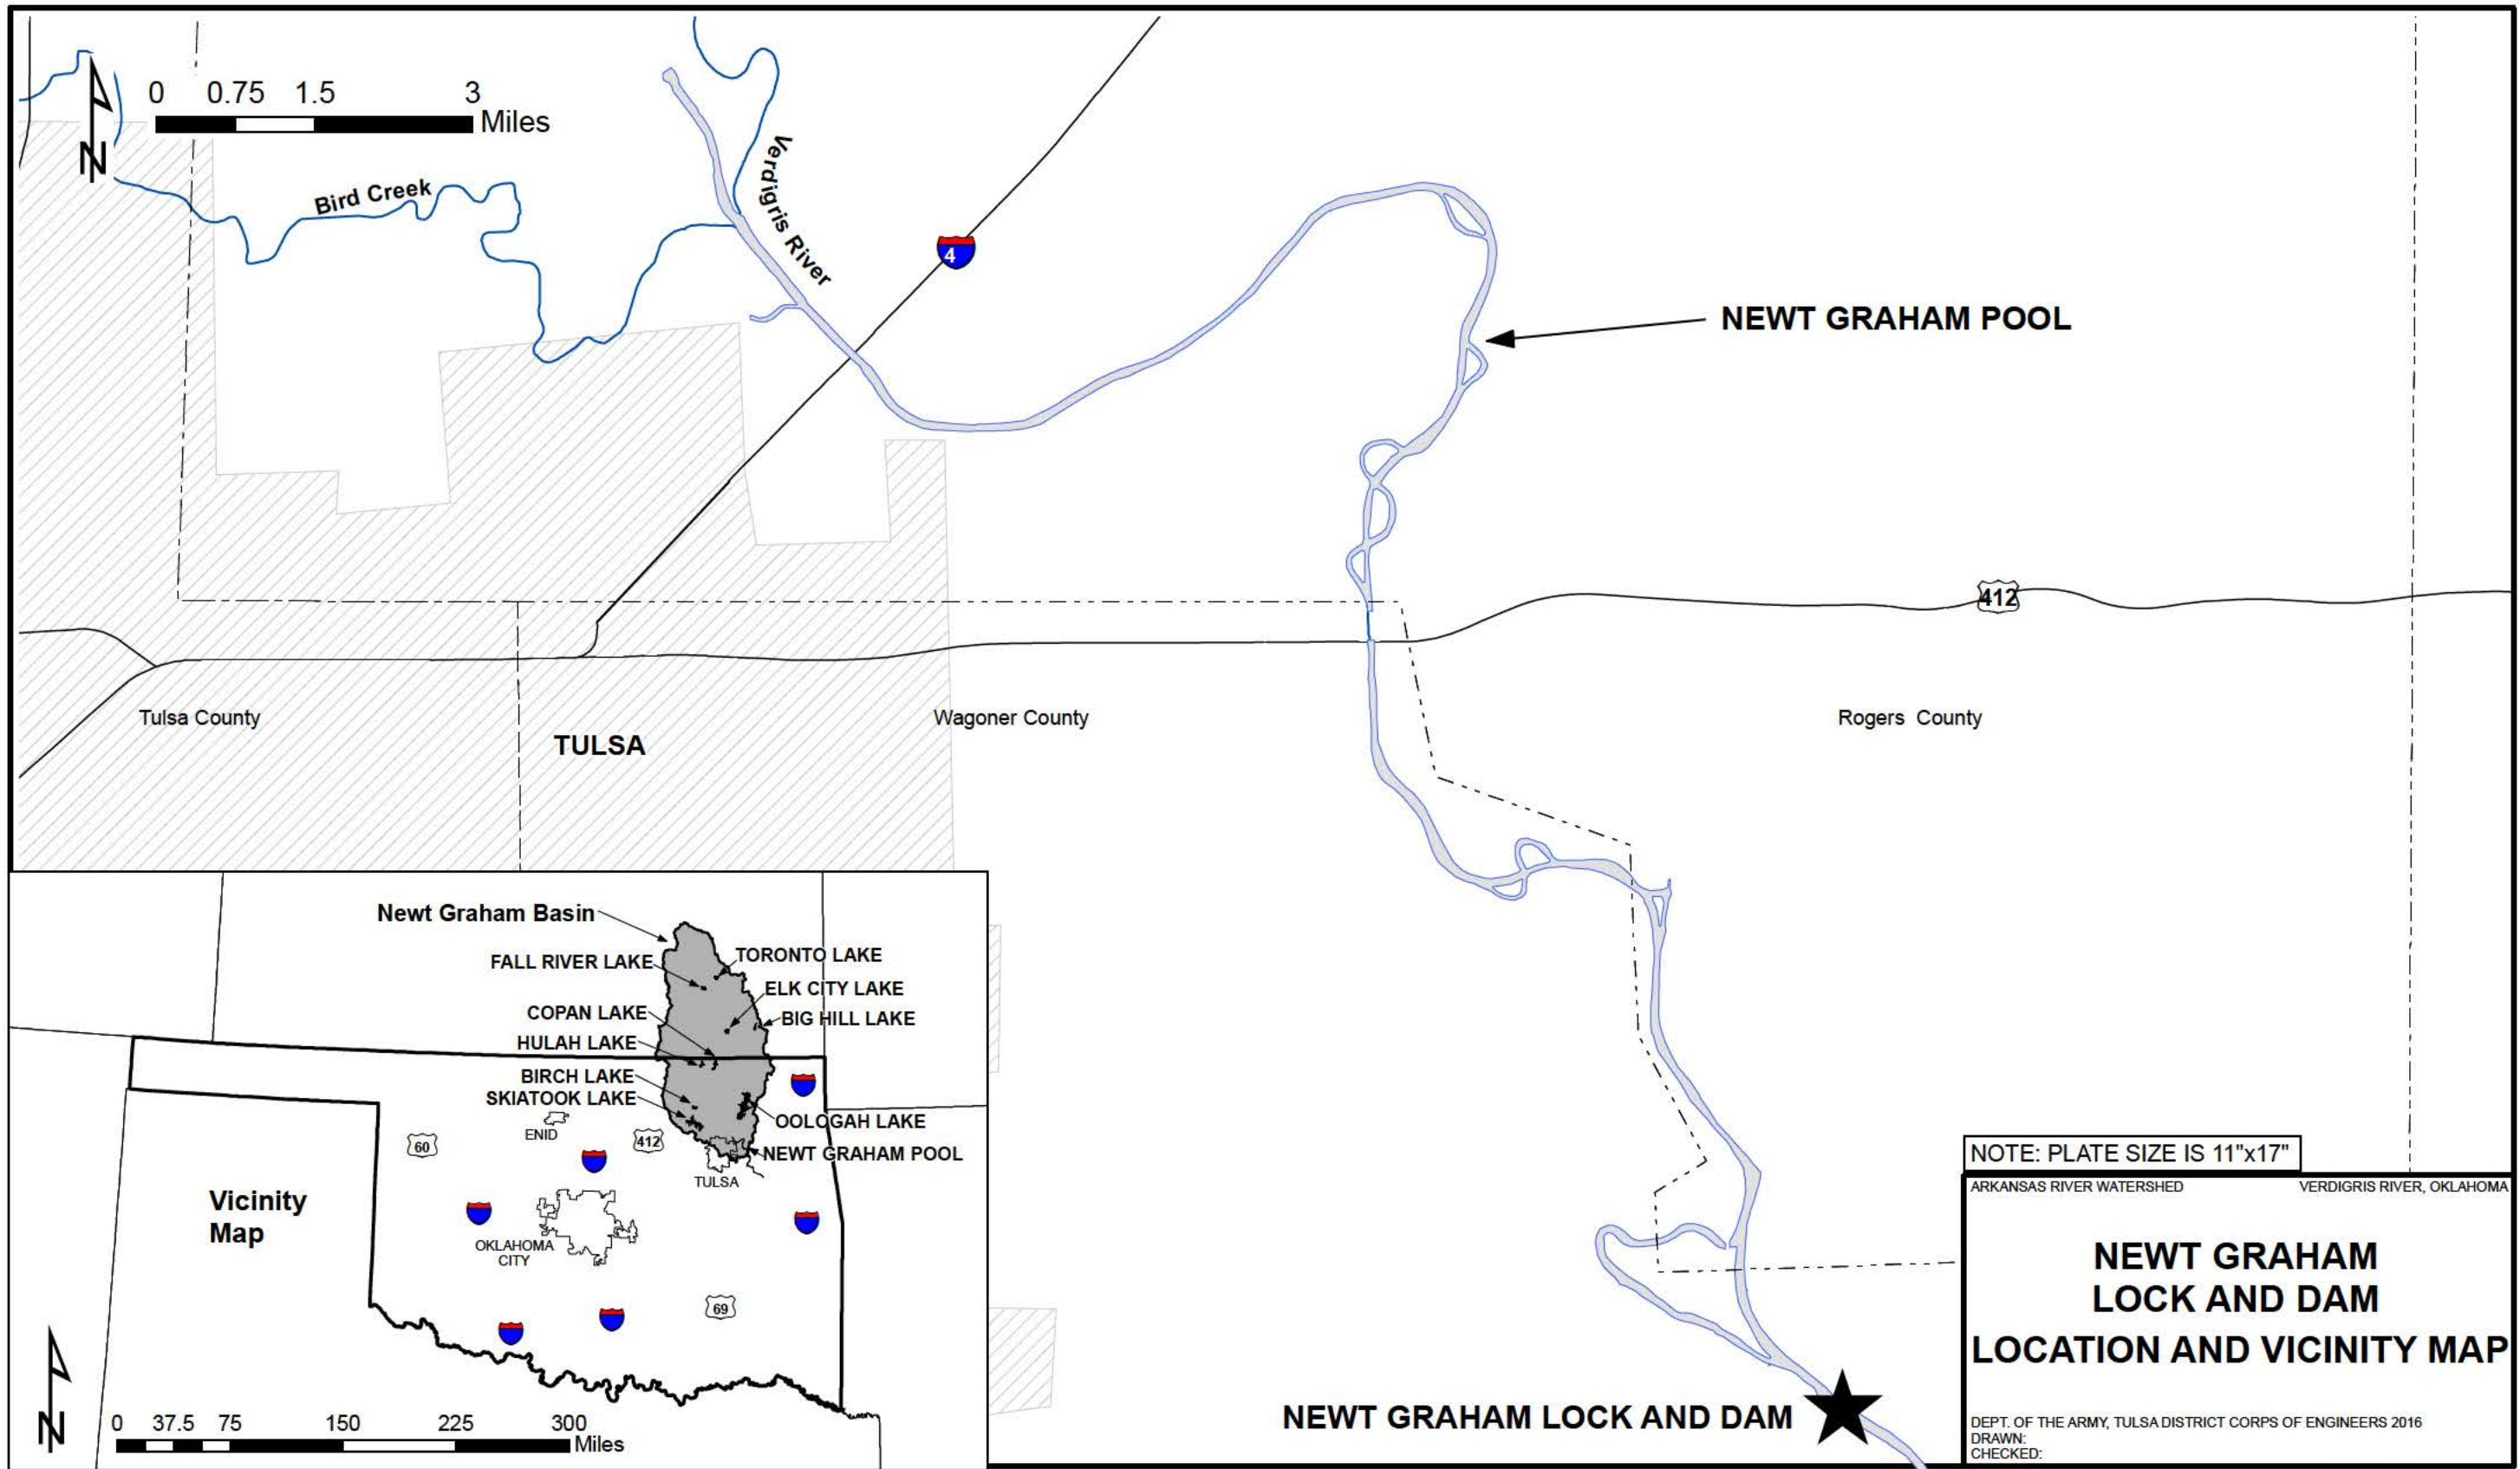 0 0.75 1.5 3
Miles
N
Bird Creek
Verdigris River
4
NEWT GRAHAM POOL
412
Tulsa County
Wagoner County
Rogers County
TULSA
Newt Graham Basin
TORONTO LAKE
FALL RIVER LAKE
ELK CITY LAKE
COPAN LAKE
BIG HILL LAKE
HULAH LAKE
BIRCH LAKE
SKIATOOK LAKE
OOLOGAH LAKE
ENID
60
412
NEWT GRAHAM POOL
TULSA
Vicinity
Map
OKLAHOMA
CITY
69
N
0 37.5 75 150 225 300
Miles
NEWT GRAHAM LOCK AND DAM
NOTE: PLATE SIZE IS 11"x17"
ARKANSAS RIVER WATERSHED
VERDIGRIS RIVER, OKLAHOMA
NEWT GRAHAM
LOCK AND DAM
LOCATION AND VICINITY MAP
DEPT. OF THE ARMY, TULSA DISTRICT CORPS OF ENGINEERS 2016
DRAWN:
CHECKED: